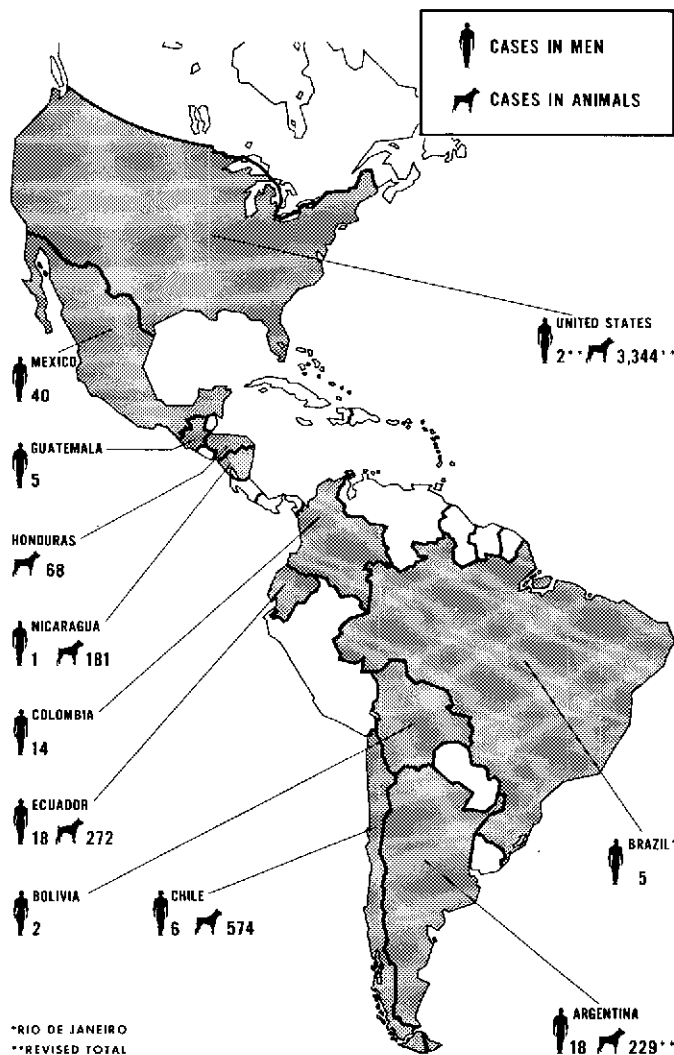 CASES IN MEN
CASES IN ANIMALS
UNITED STATES
2** 3,344**
MEXICO
40
GUATEMALA
5
HONDURAS
68
NICARAGUA
1 181
COLOMBIA
14
ECUADOR
18 272
BRAZIL*
5
BOLIVIA
2
CHILE
6 574
ARGENTINA
18 229**
*RIO DE JANEIRO
**REVISED TOTAL